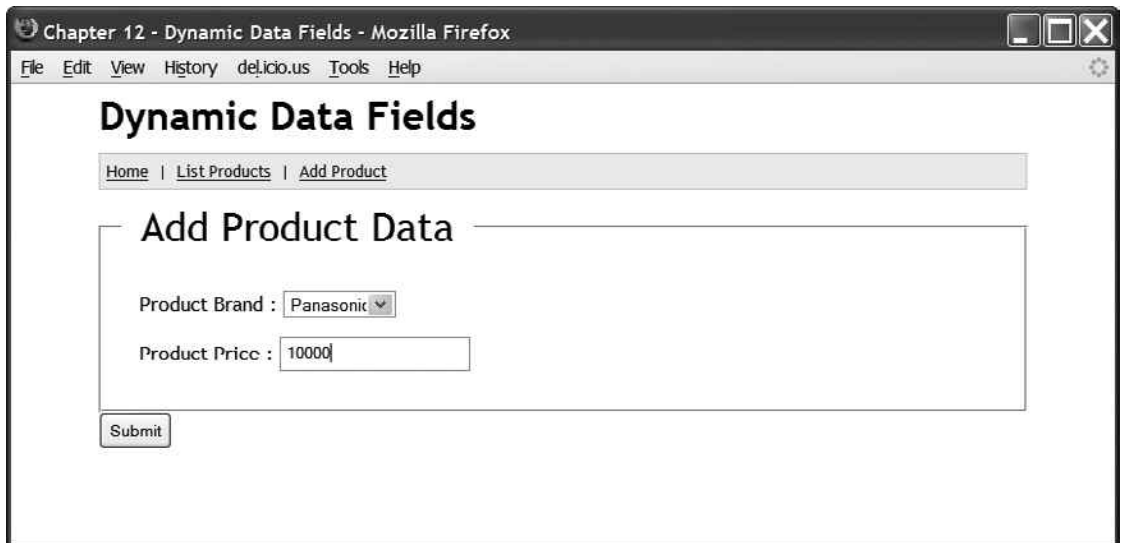 Chapter 12 - Dynamic Data Fields - Mozilla Firefox
File Edit View History del.icio.us Tools Help
Dynamic Data Fields
Home | List Products | Add Product
Add Product Data
Product Brand : Panasonic
Product Price : 10000
Submit